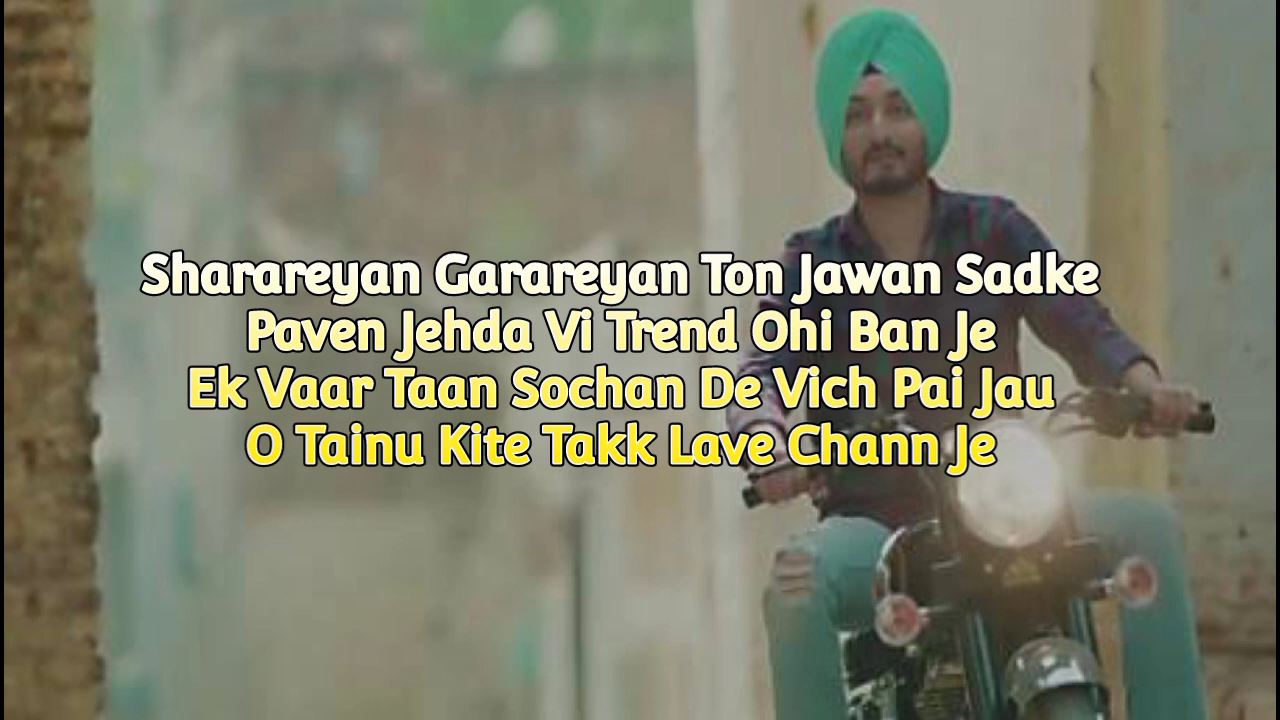 Sharareyan Garareyan Ton Jawan Sadke
Paven Jehda Vi Trend Ohi Ban Je
Ek Vaar Taan Sochan De Vich Pai Jau
O Tainu Kite Takk Lave Chann Je